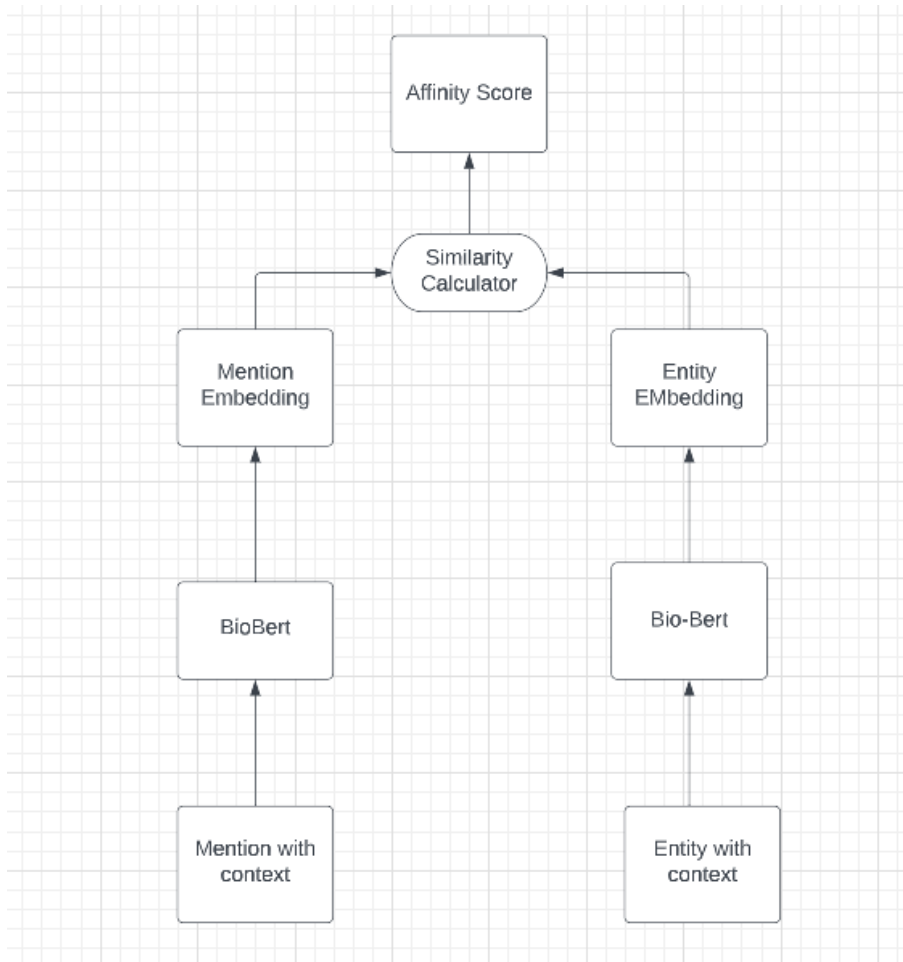 Affinity Score
Similarity
Calculator
Mention
Embedding
Entity
EMbedding
BioBert
Bio-Bert
Mention with
context
Entity with
context